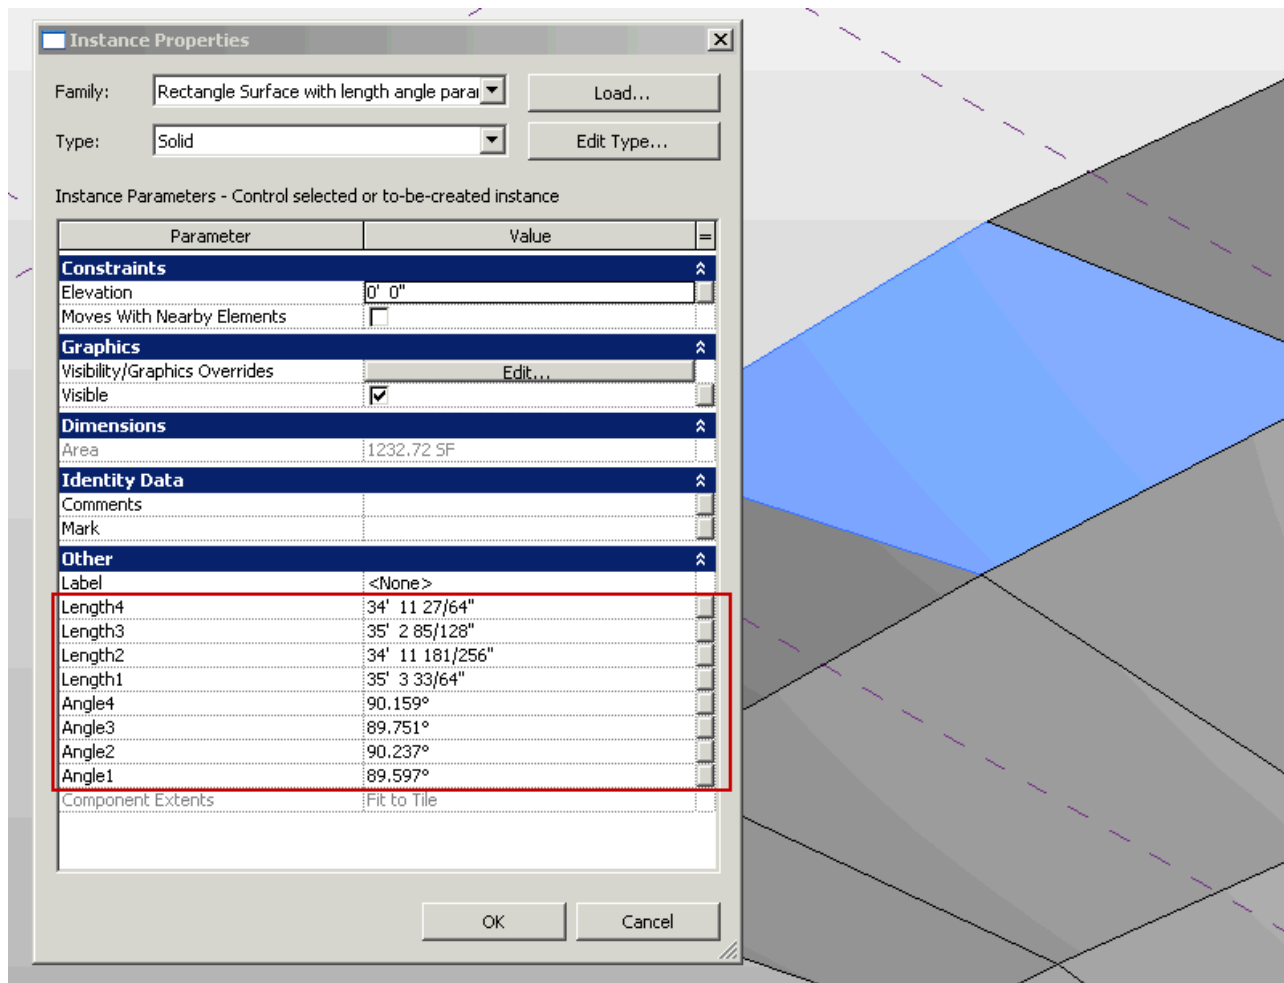 Instance Properties
Family: Rectangle Surface with length angle para Load...
Type: Solid Edit Type...
Instance Parameters - Control selected or to-be-created instance
Parameter Value =
Constraints
Elevation 0' 0"
Moves With Nearby Elements
Graphics
Visibility/Graphics Overrides Edit...
Visible
Dimensions
Area 1232.72 SF
Identity Data
Comments
Mark
Other
Label <None>
Length4 34' 11 27/64"
Length3 35' 2 85/128"
Length2 34' 11 181/256"
Length1 35' 3 33/64"
Angle4 90.159°
Angle3 89.751°
Angle2 90.237°
Angle1 89.597°
Component Extents Fit to Tile
OK Cancel